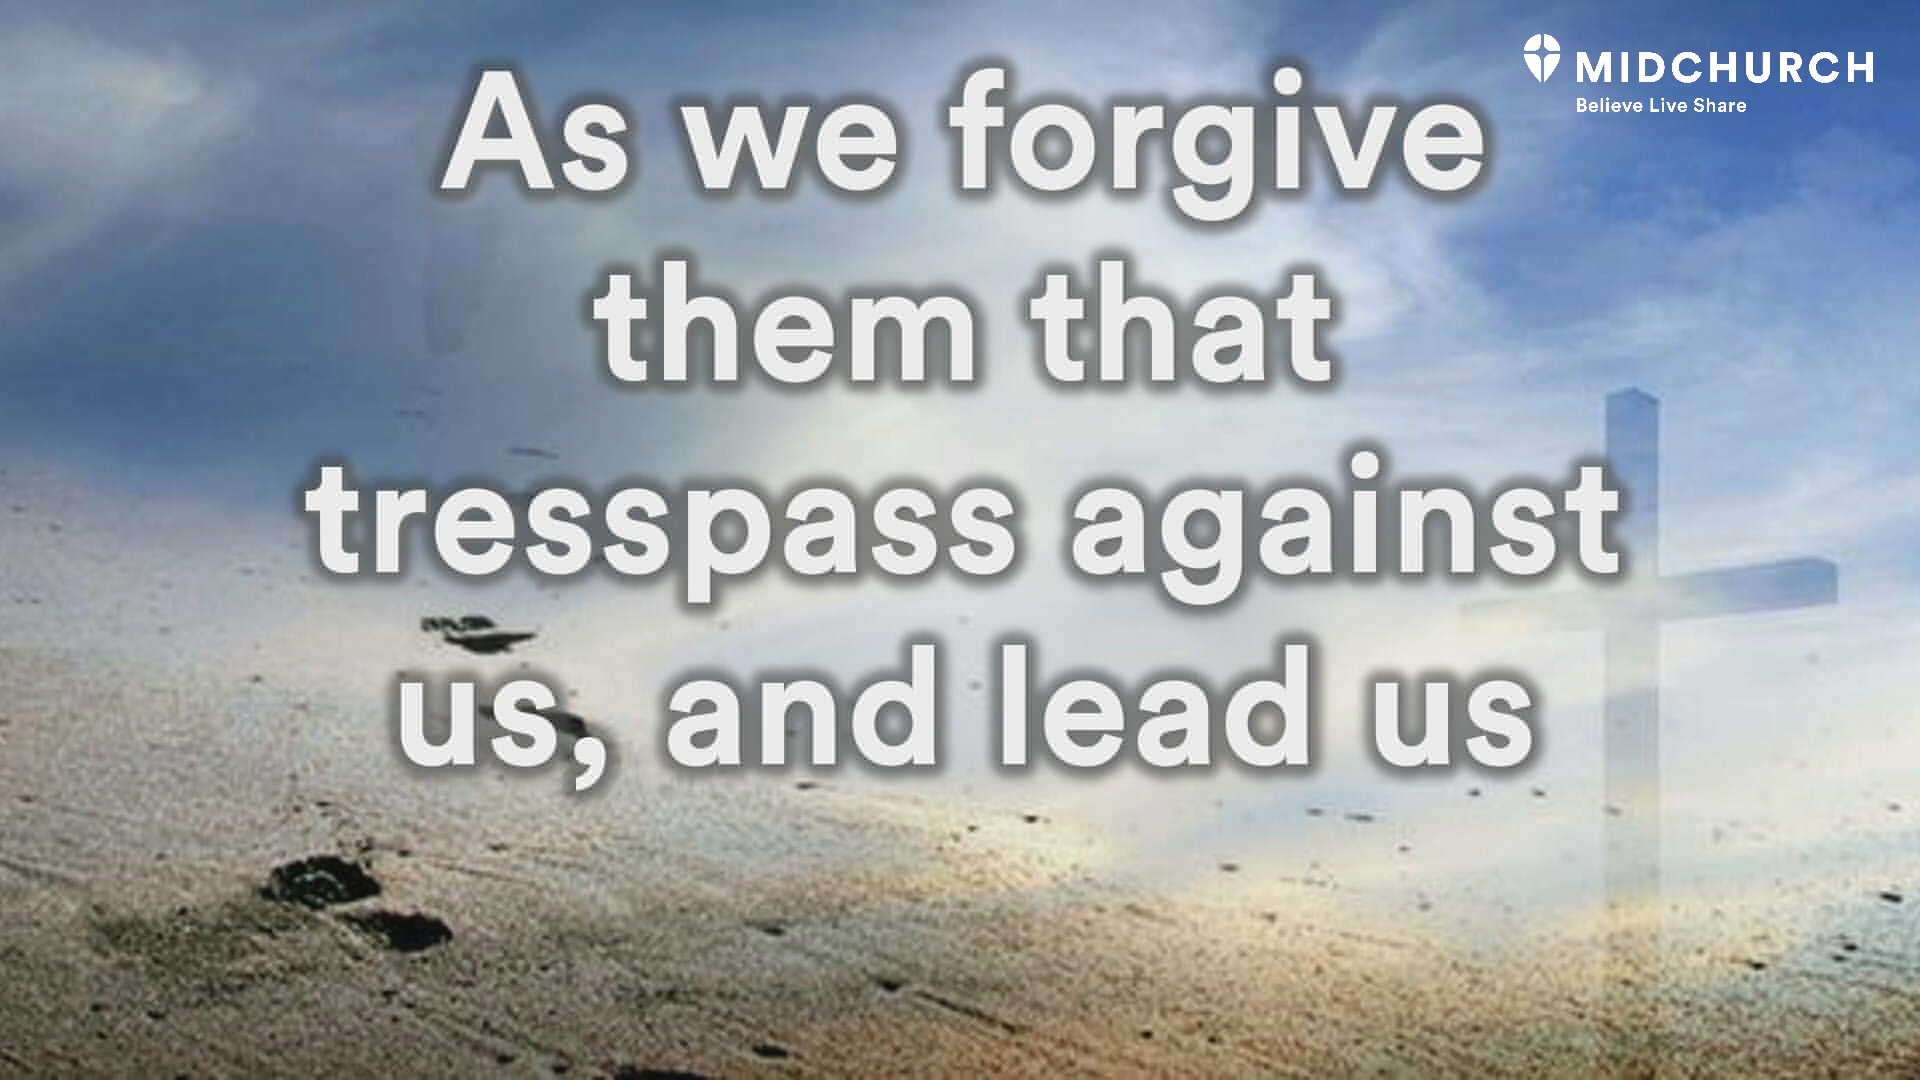 MIDCHURCH
Believe Live Share
As we forgive
them that
tresspass against
us, and lead us